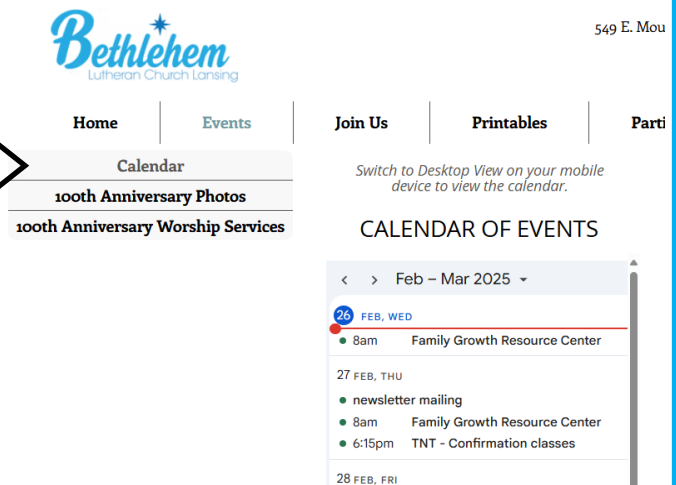 Bethlehem
Lutheran Church Lansing
549 E. Mou
Home Events Join Us Printables Parti
Calendar
100th Anniversary Photos
100th Anniversary Worship Services
Switch to Desktop View on your mobile
device to view the calendar.
CALENDAR OF EVENTS
Feb – Mar 2025
26 FEB, WED
8am Family Growth Resource Center
27 FEB, THU
newsletter mailing
8am Family Growth Resource Center
6:15pm TNT - Confirmation classes
28 FEB, FRI